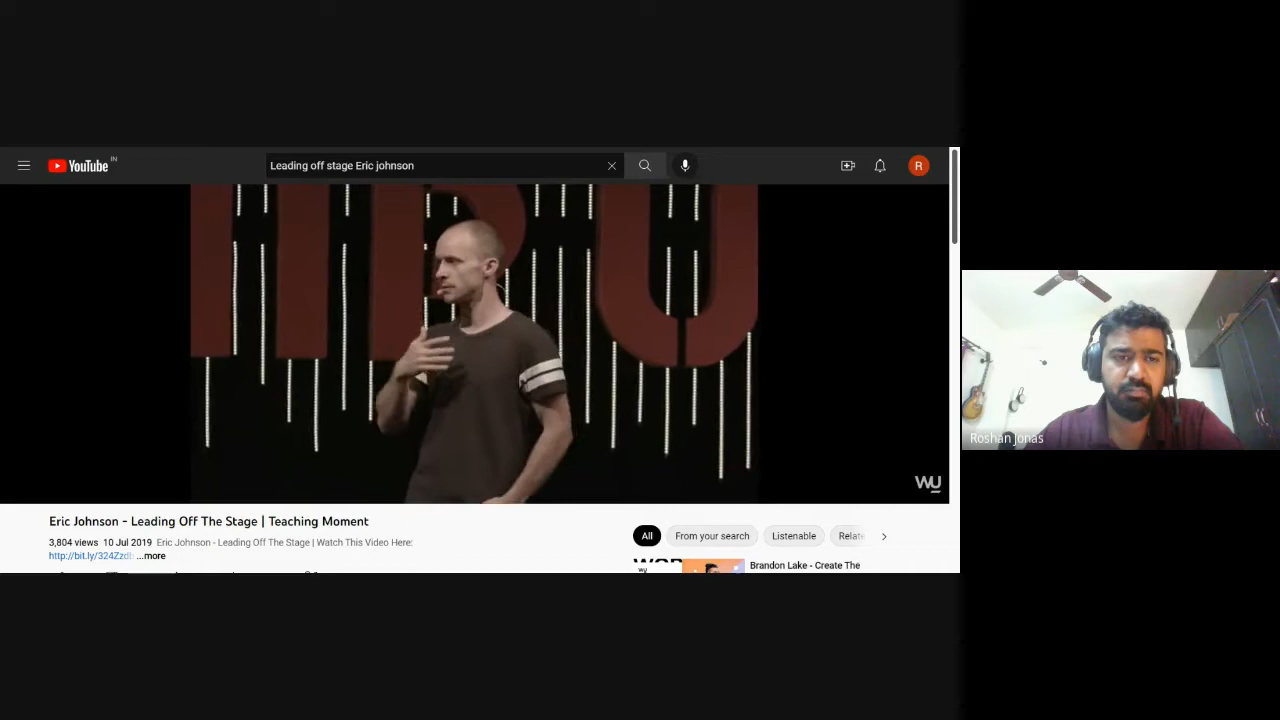 YouTube IN
Leading off stage Eric johnson
R
WU
Eric Johnson - Leading Off The Stage | Teaching Moment
3,804 views 10 Jul 2019 Eric Johnson - Leading Off The Stage | Watch This Video Here:
...more
All From your search Listenable
Brandon Lake - Create The
Roshan Jonas